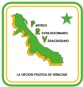 PARTIDO
REVOLUCIONARIO
VERACRUZANO
LA OPCION POLITICA DE VERACRUZ